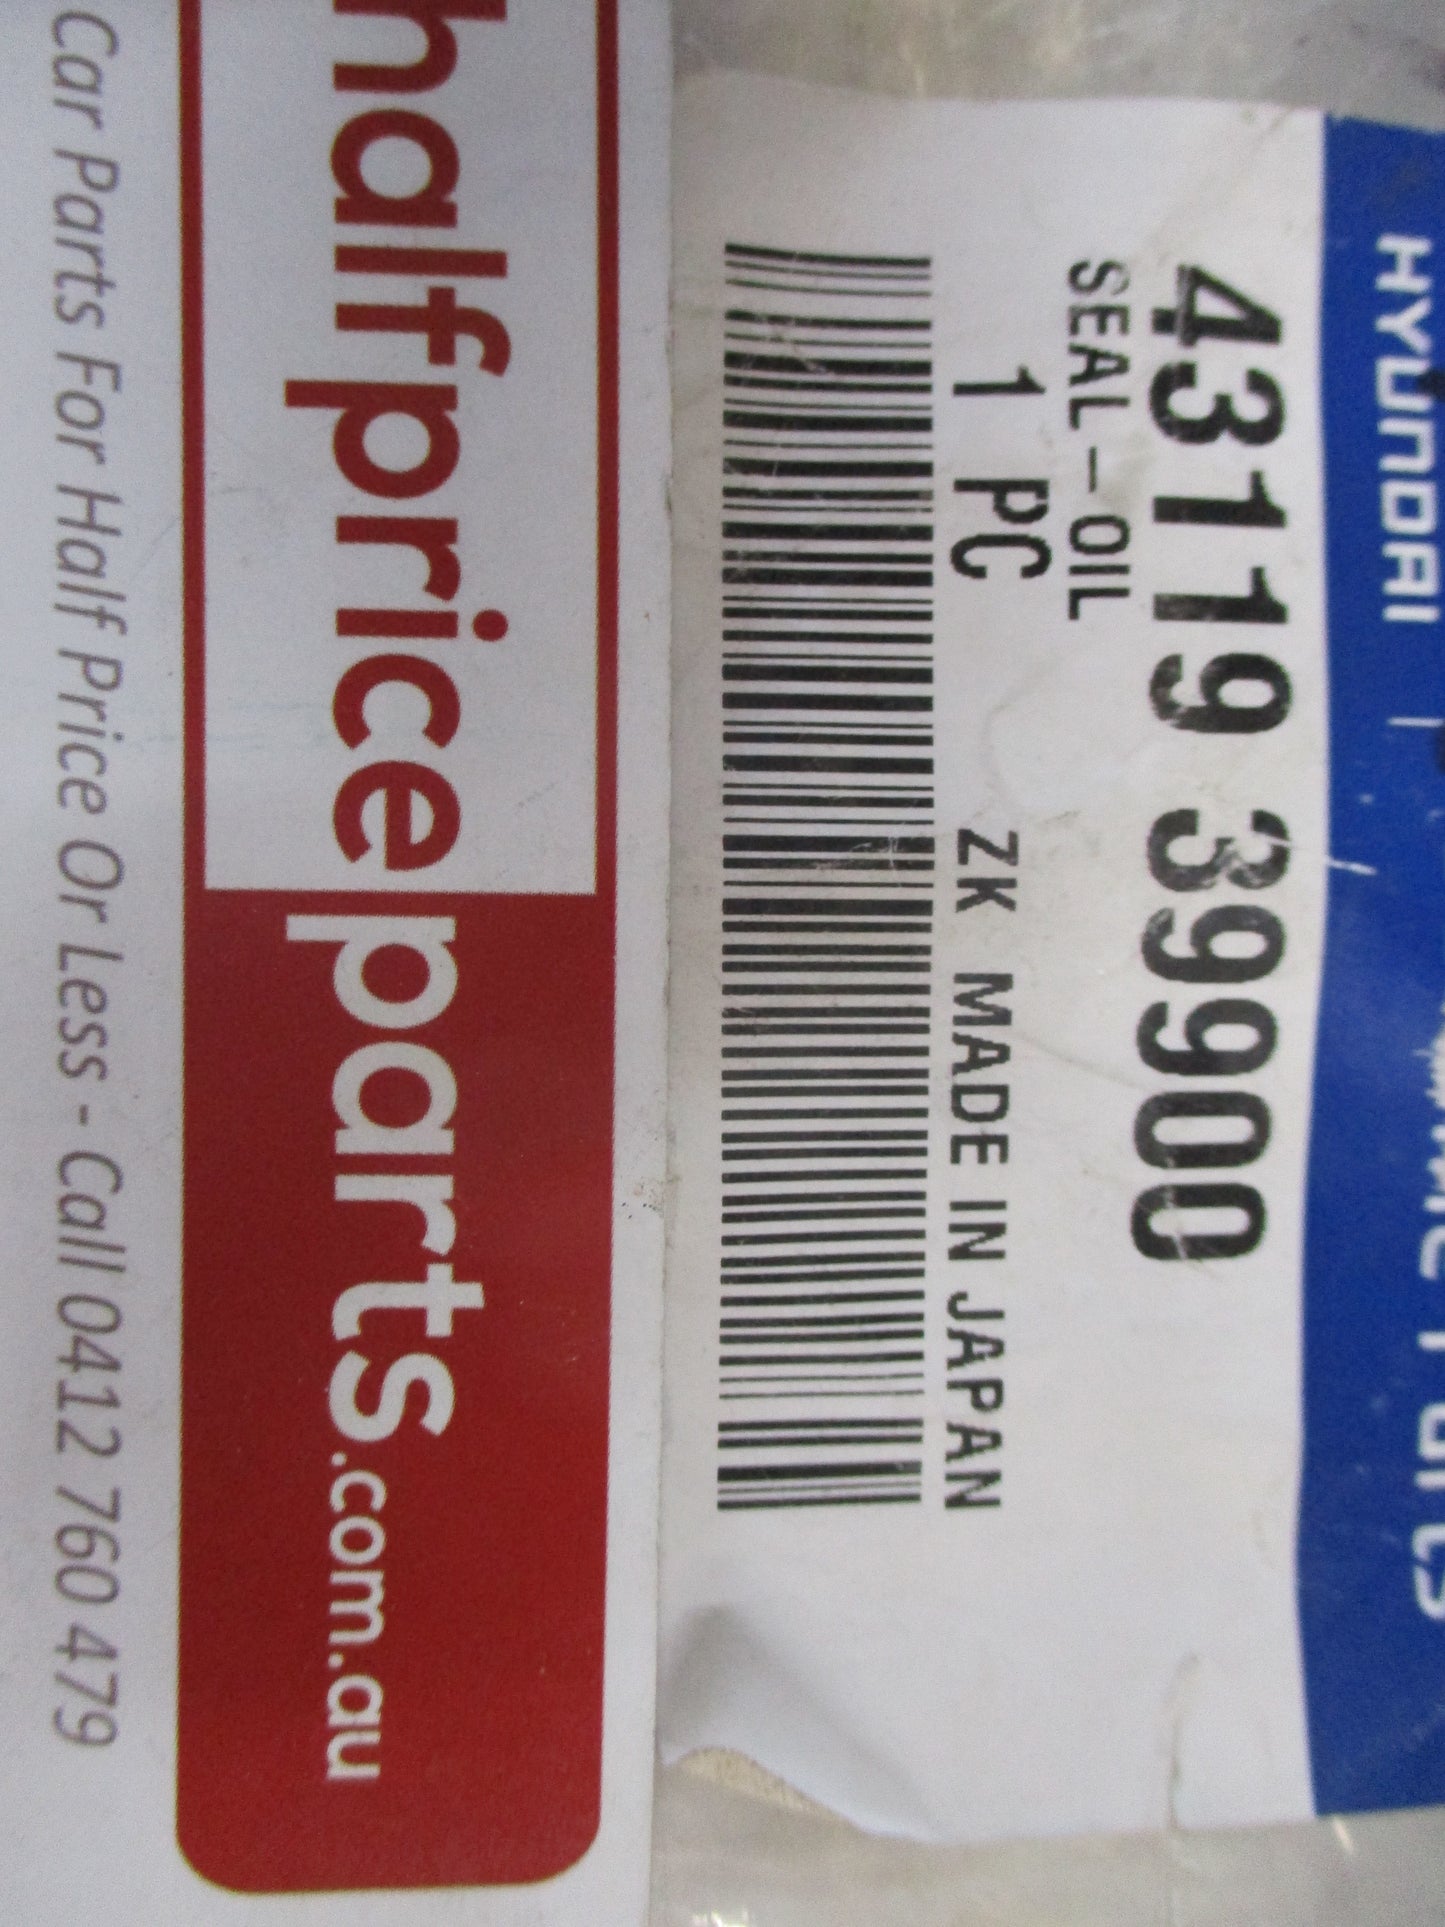 HYUNDAI |
Parts
43119 39900
SEAL-OIL
1 PC
ZK MADE IN JAPAN
halfpriceparts.com.au
Car Parts For Half Price Or Less - Call 0412 760 479